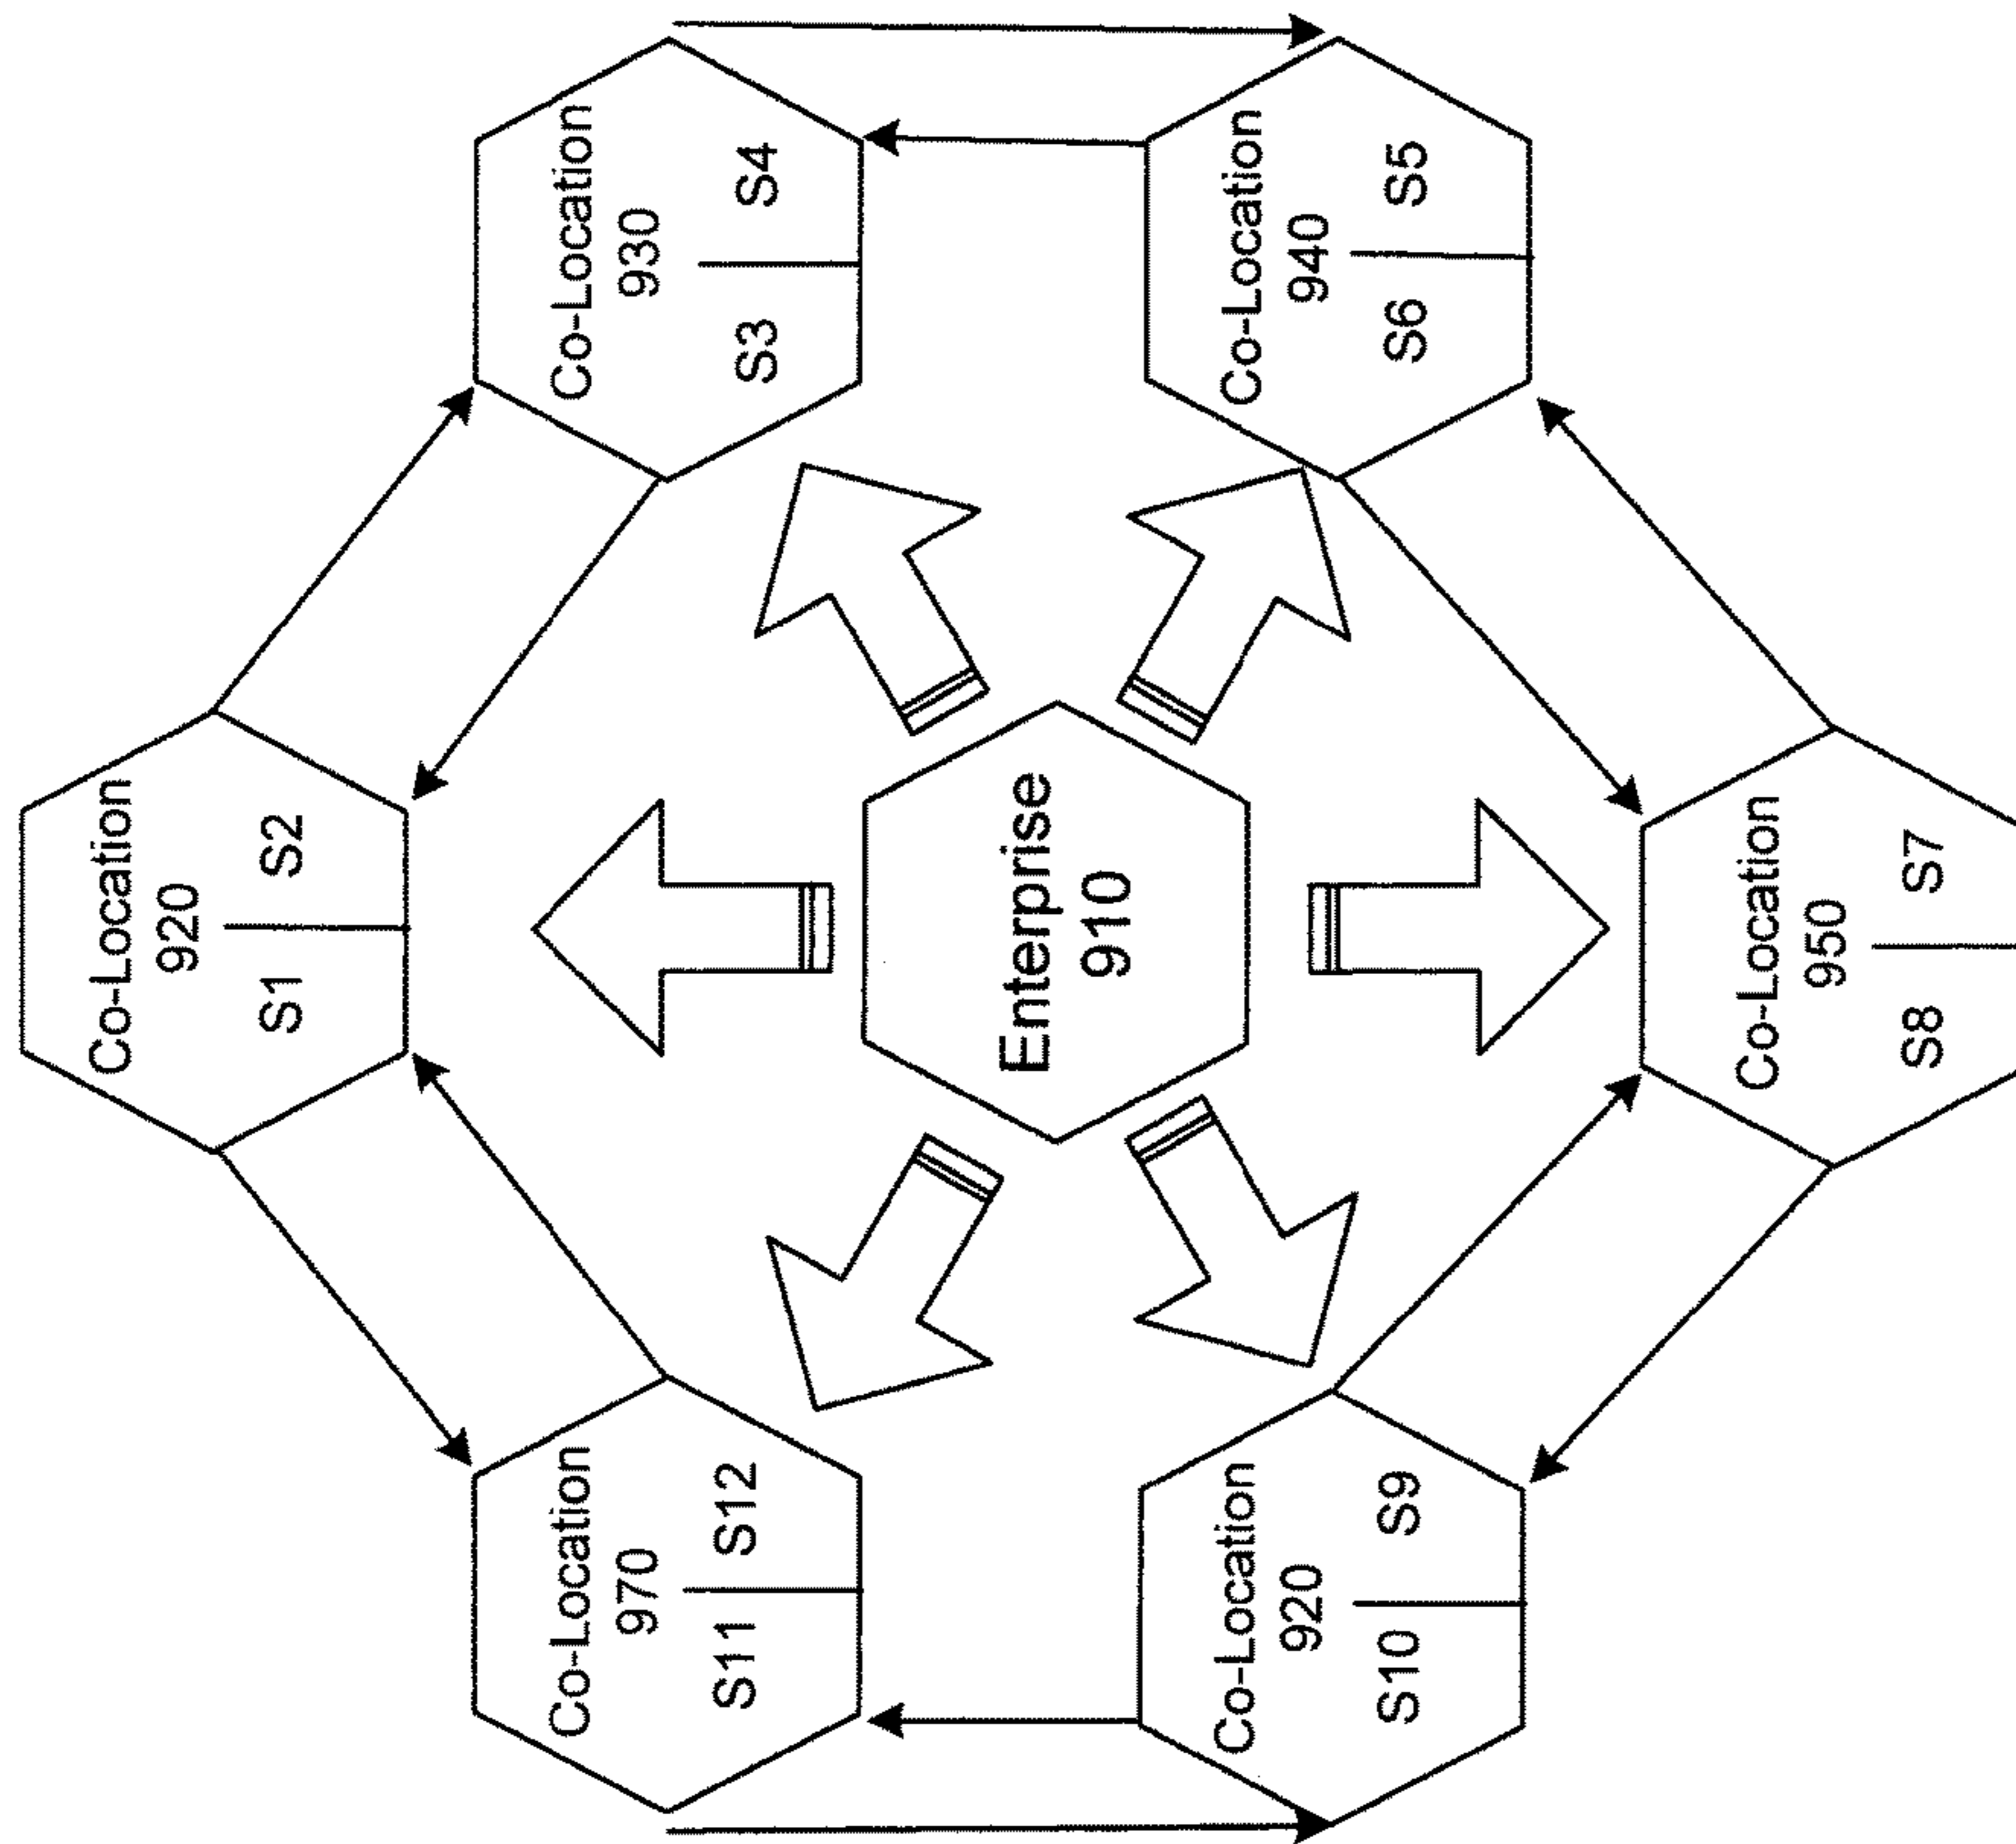 Co-Location
920
S1
S2
Co-Location
930
S3
S4
Co-Location
940
S6
S5
Co-Location
950
S8
S7
Co-Location
920
S10
S9
Co-Location
970
S11
S12
Enterprise
910